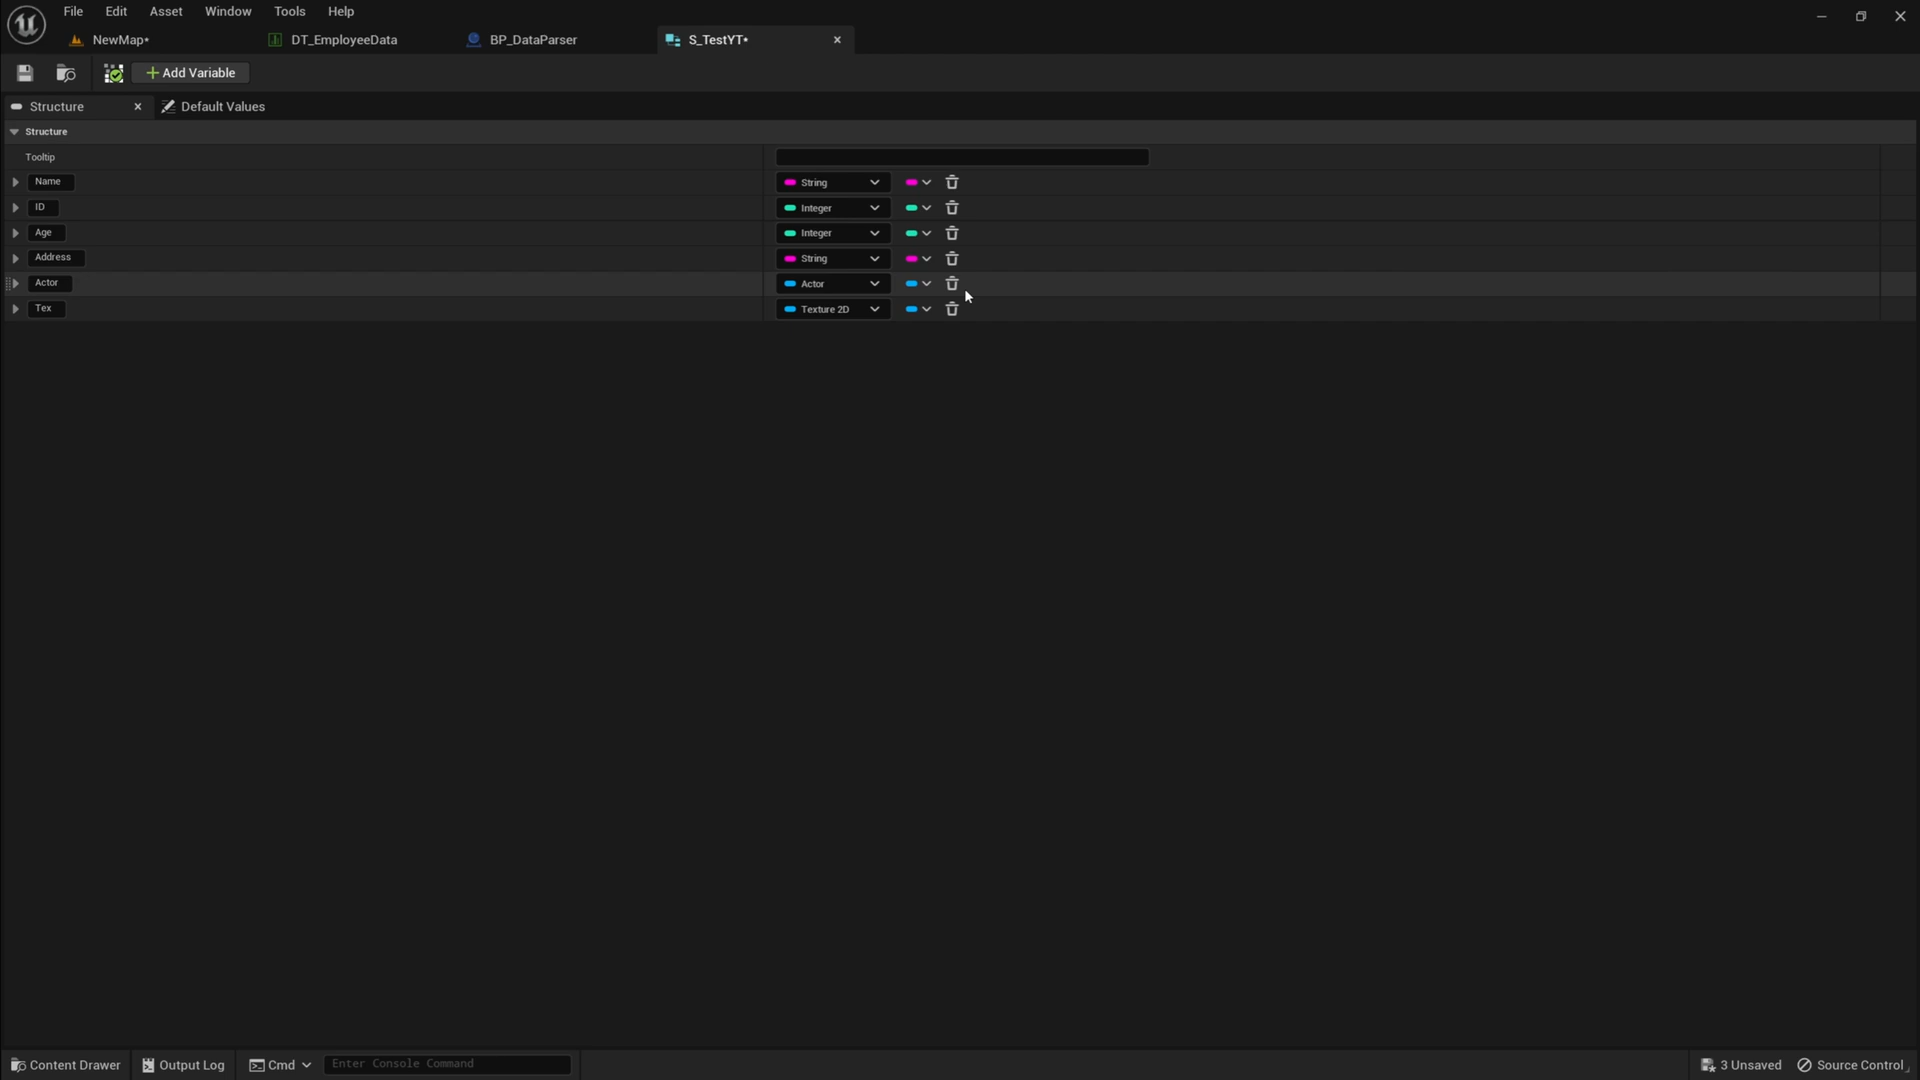 File Edit Asset Window Tools Help
NewMap* DT_EmployeeData BP_DataParser S_TestYT*
Add Variable
Structure Default Values
Structure
Tooltip
Name String
ID Integer
Age Integer
Address String
Actor Actor
Tex Texture 2D
Content Drawer Output Log Cmd Enter Console Command 3 Unsaved Source Control